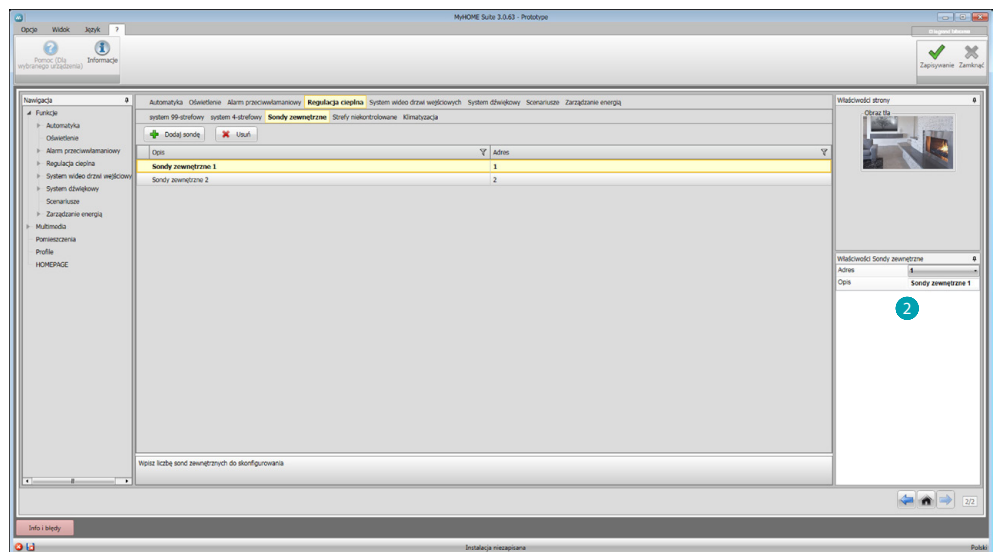 MyHOME Suite 3.0.63 - Prototype
Opcje Widok Język ?
Pomoc (Dla wybranego urządzenia)
Informacje
Zapisywanie Zamknąć
Nawigacja
Funkcje
Automatyka
Oświetlenie
Alarm przeciwwłamaniowy
Regulacja cieplna
System wideo drzwi wejściowy
System dźwiękowy
Scenariusze
Zarządzanie energią
Multimedia
Pomieszczenia
Profile
HOMEPAGE
Automatyka Oświetlenie Alarm przeciwwłamaniowy Regulacja cieplna System wideo drzwi wejściowych System dźwiękowy Scenariusze Zarządzanie energią
system 99-strefowy system 4-strefowy Sondy zewnętrzne Strefy niekontrolowane Klimatyzacja
Dodaj sondę Usuń
Opis Adres
Sondy zewnętrzne 1 1
Sondy zewnętrzne 2 2
Wpisz liczbę sond zewnętrznych do skonfigurowania
Właściwości strony
Obraz tła
Właściwości Sondy zewnętrzne
Adres 1
Opis Sondy zewnętrzne 1
2
2/2
Info i błędy
Instalacja niezapisana
Polski